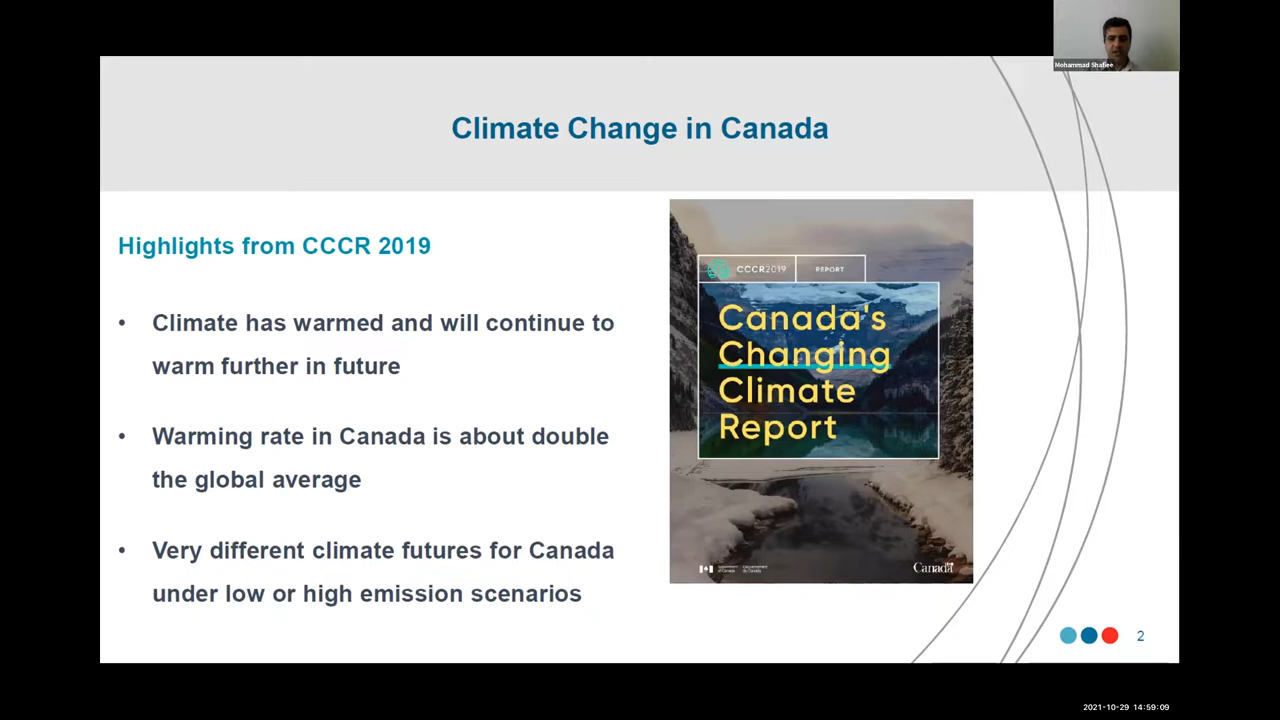 Mohammad Shafiee
Climate Change in Canada
Highlights from CCCR 2019
• Climate has warmed and will continue to
warm further in future
• Warming rate in Canada is about double
the global average
• Very different climate futures for Canada
under low or high emission scenarios
CCCR2019 REPORT
Canada's
Changing
Climate
Report
Canada
2
2021-10-29 14:59:09